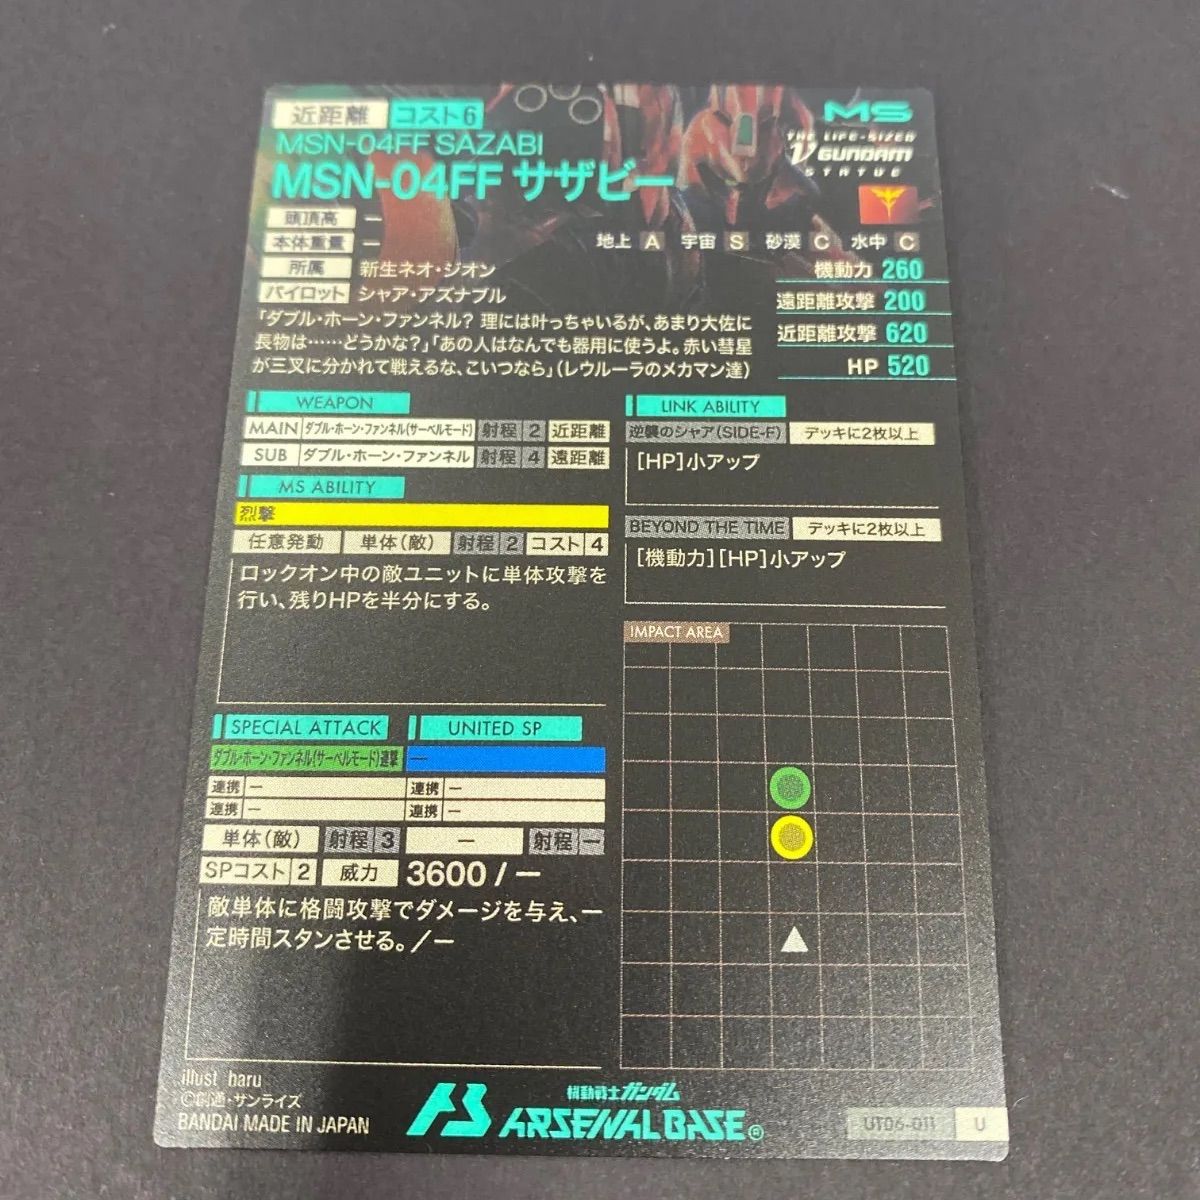 近距離 コスト6
MS
MSN-04FF SAZABI
THE LIFE-SIZED
νGUNDAM
STATUE
MSN-04FF サザビー
頭頂高 ー
本体重量 ー
地上 A 宇宙 S 砂漠 C 水中 C
所属 新生ネオ・ジオン
パイロット シャア・アズナブル
機動力 260
遠距離攻撃 200
近距離攻撃 620
HP 520
「ダブル・ホーン・ファンネル? 理には叶っちゃいるが、あまり大佐に
長物は……どうかな?」「あの人はなんでも器用に使うよ。赤い彗星
が三叉に分かれて戦えるな、こいつなら」(レウルーラのメカマン達)
WEAPON
MAIN ダブル・ホーン・ファンネル(サーベルモード) 射程 2 近距離
SUB ダブル・ホーン・ファンネル 射程 4 遠距離
MS ABILITY
烈撃
任意発動 単体(敵) 射程 2 コスト 4
ロックオン中の敵ユニットに単体攻撃を
行い、残りHPを半分にする。
LINK ABILITY
逆襲のシャア(SIDE-F) デッキに2枚以上
[HP]小アップ
BEYOND THE TIME デッキに2枚以上
[機動力][HP]小アップ
IMPACT AREA
SPECIAL ATTACK
ダブル・ホーン・ファンネル(サーベルモード)連撃
連携 ー
連携 ー
単体(敵) 射程 3
UNITED SP
ー
連携 ー
連携 ー
ー 射程 ー
SPコスト 2 威力 3600 / ー
敵単体に格闘攻撃でダメージを与え、一
定時間スタンさせる。/ー
illust haru
©創通・サンライズ
BANDAI MADE IN JAPAN
AB
機動戦士ガンダム
ARSENAL BASE®
UT06-011 U